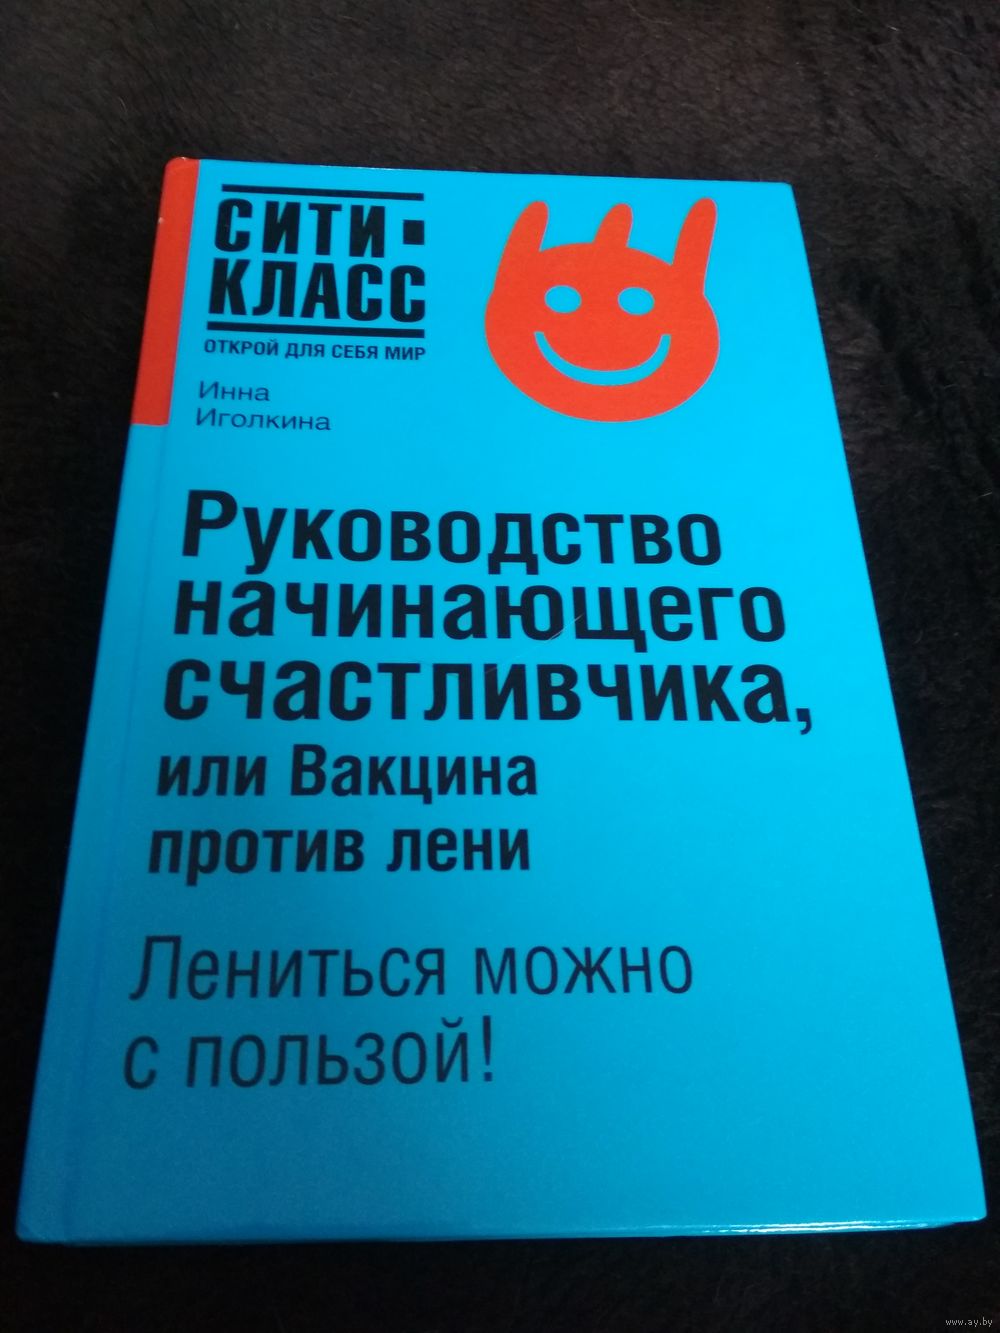 СИТИ-
КЛАСС
ОТКРОЙ ДЛЯ СЕБЯ МИР
Инна
Иголкина
Руководство
начинающего
счастливчика,
или Вакцина
против лени
Лениться можно
с пользой!
www.ay.by